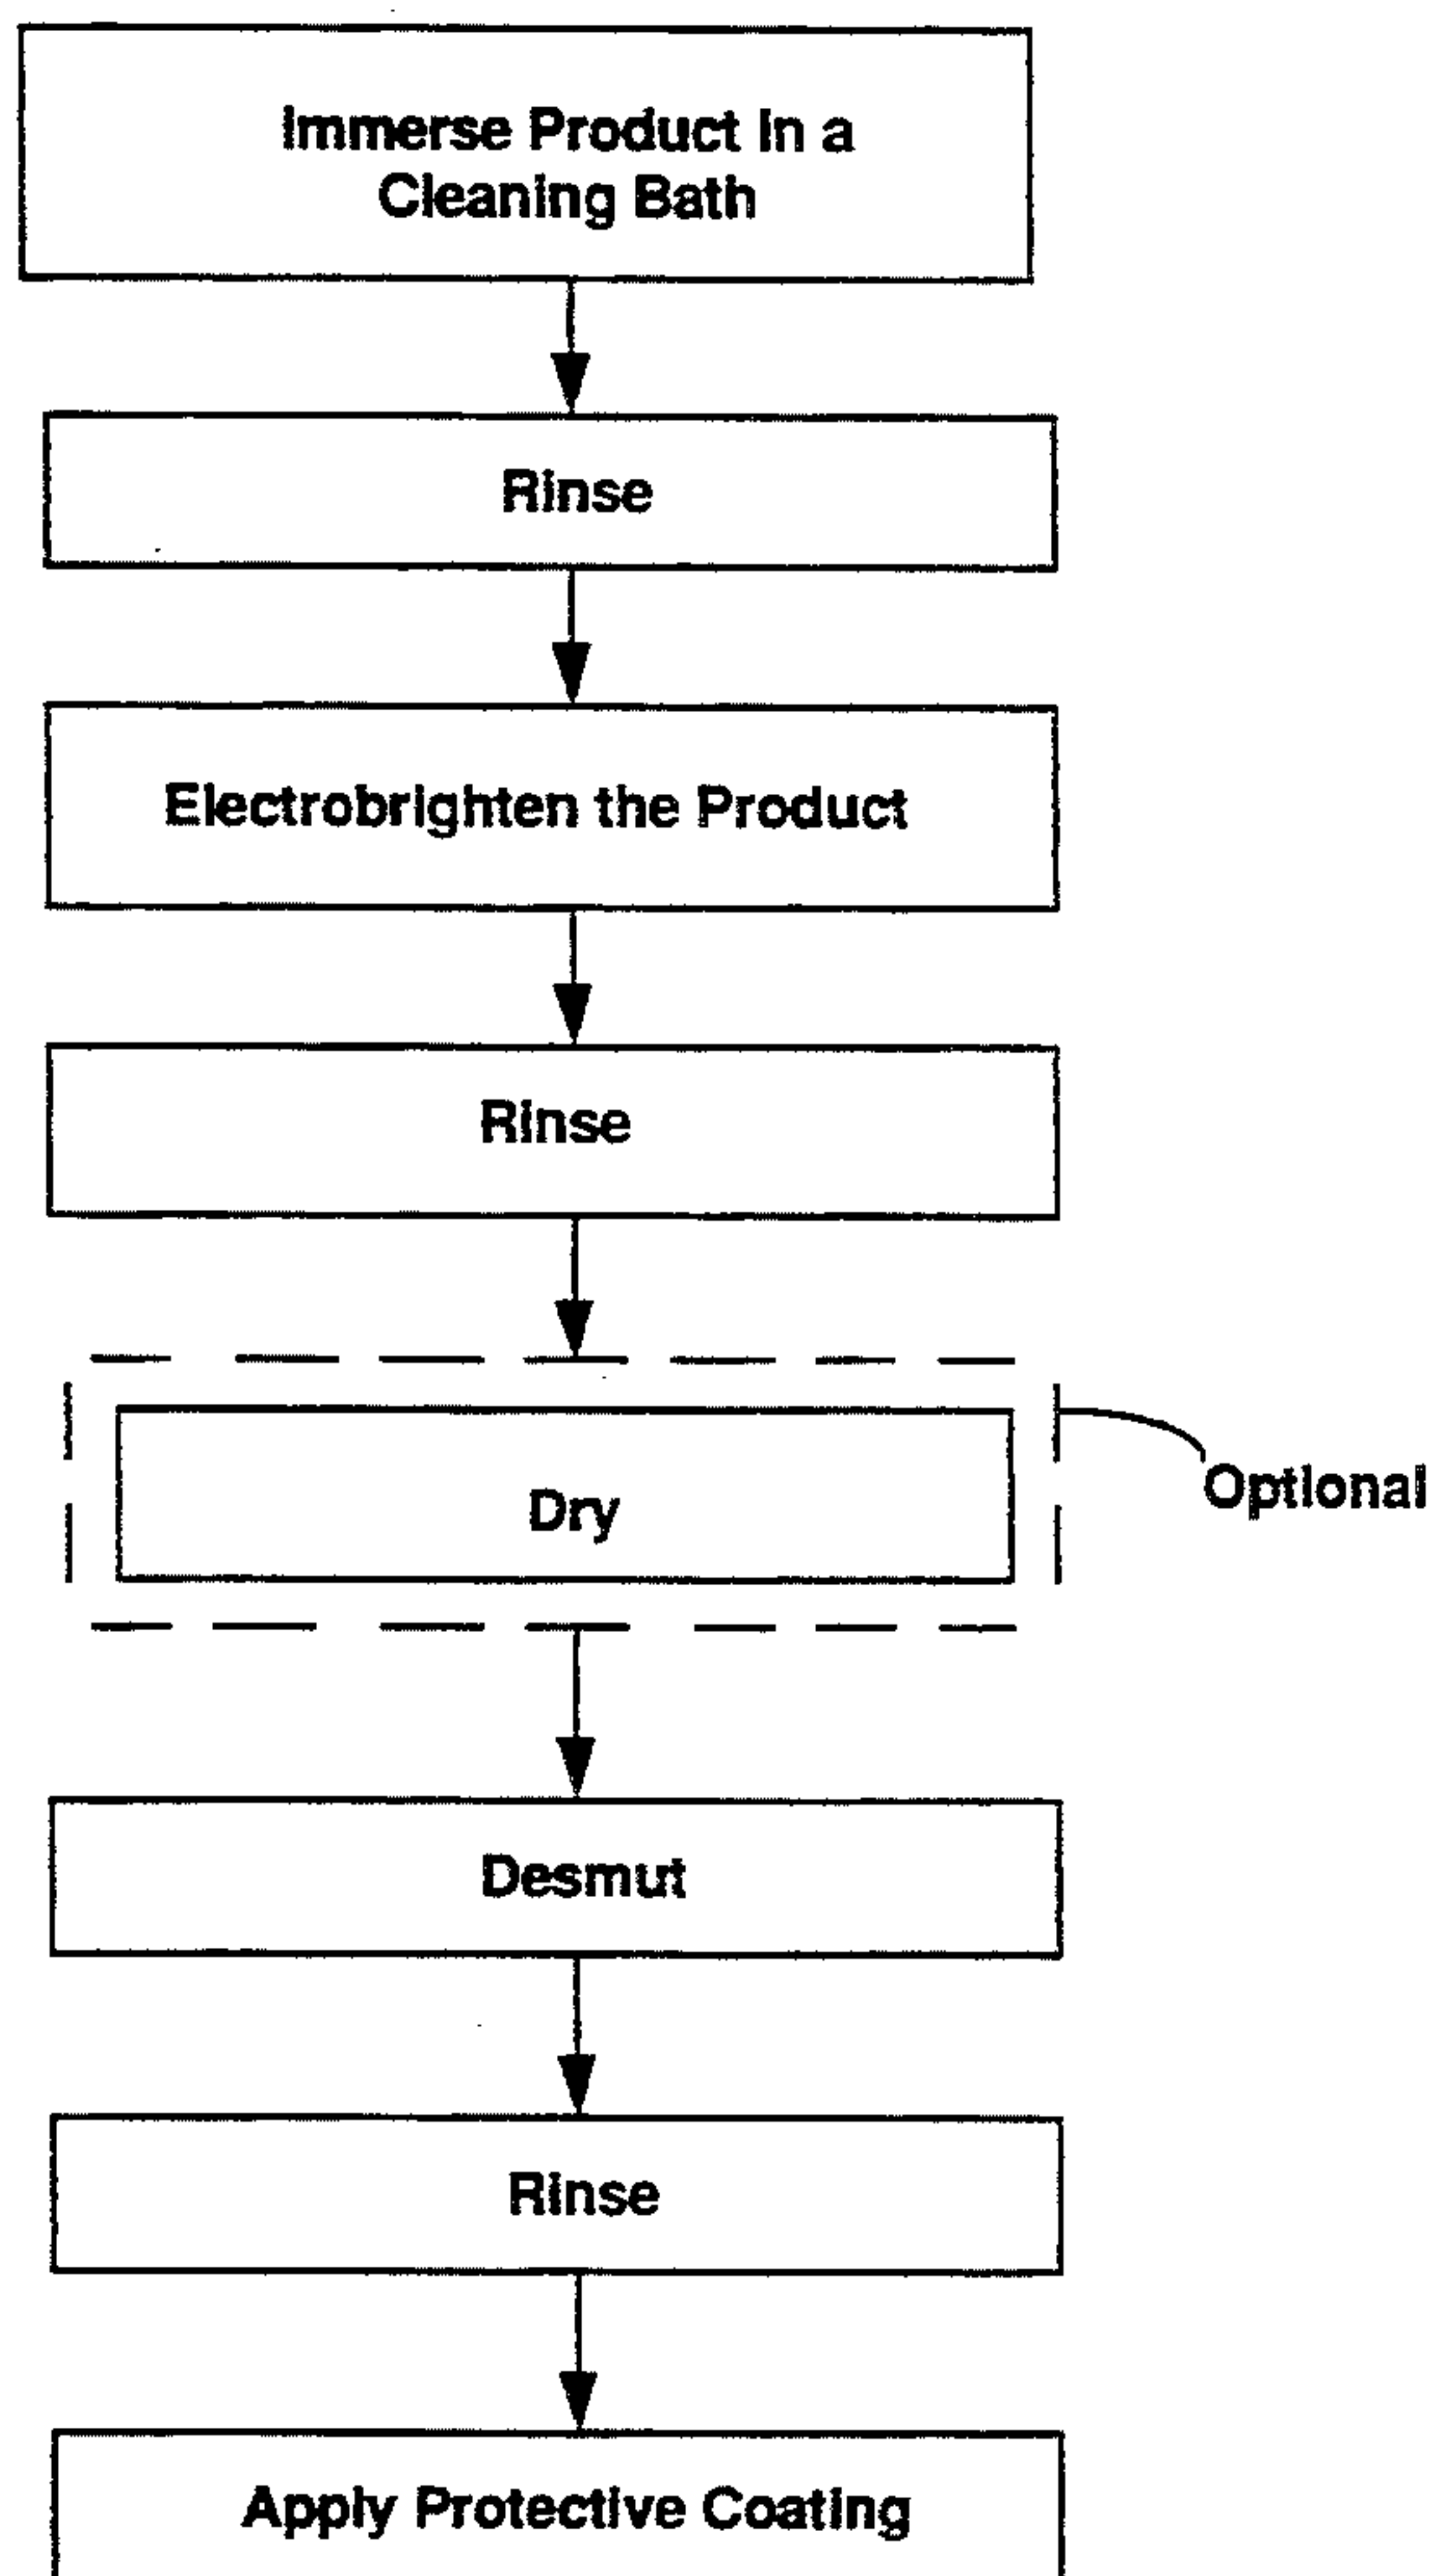 Immerse Product In a
Cleaning Bath
Rinse
Electrobrighten the Product
Rinse
Dry
Optional
Desmut
Rinse
Apply Protective Coating